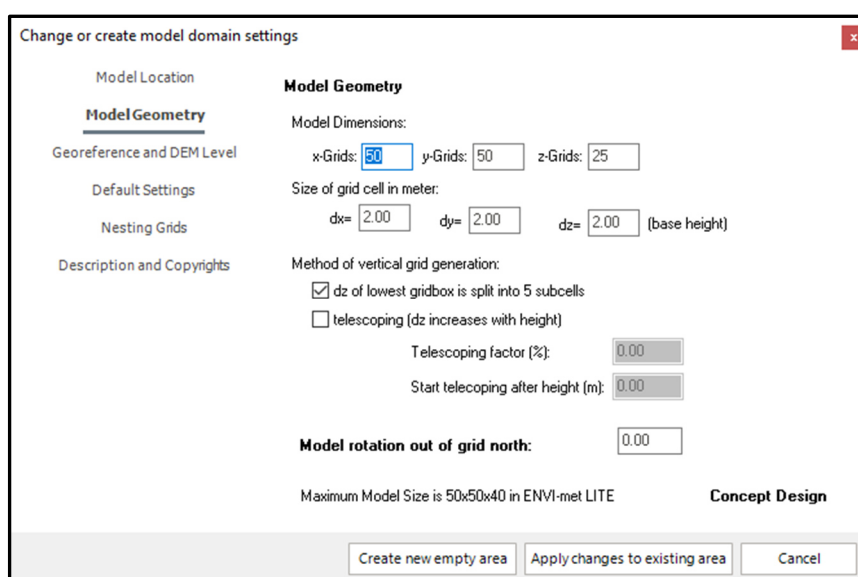 Change or create model domain settings
x
Model Location
Model Geometry
Georeference and DEM Level
Default Settings
Nesting Grids
Description and Copyrights
Model Geometry
Model Dimensions:
x-Grids: 50 y-Grids: 50 z-Grids: 25
Size of grid cell in meter:
dx= 2.00 dy= 2.00 dz= 2.00 (base height)
Method of vertical grid generation:
dz of lowest gridbox is split into 5 subcells
telescoping (dz increases with height)
Telescoping factor (%): 0.00
Start telecoping after height (m): 0.00
Model rotation out of grid north: 0.00
Maximum Model Size is 50x50x40 in ENVI-met LITE Concept Design
Create new empty area Apply changes to existing area Cancel